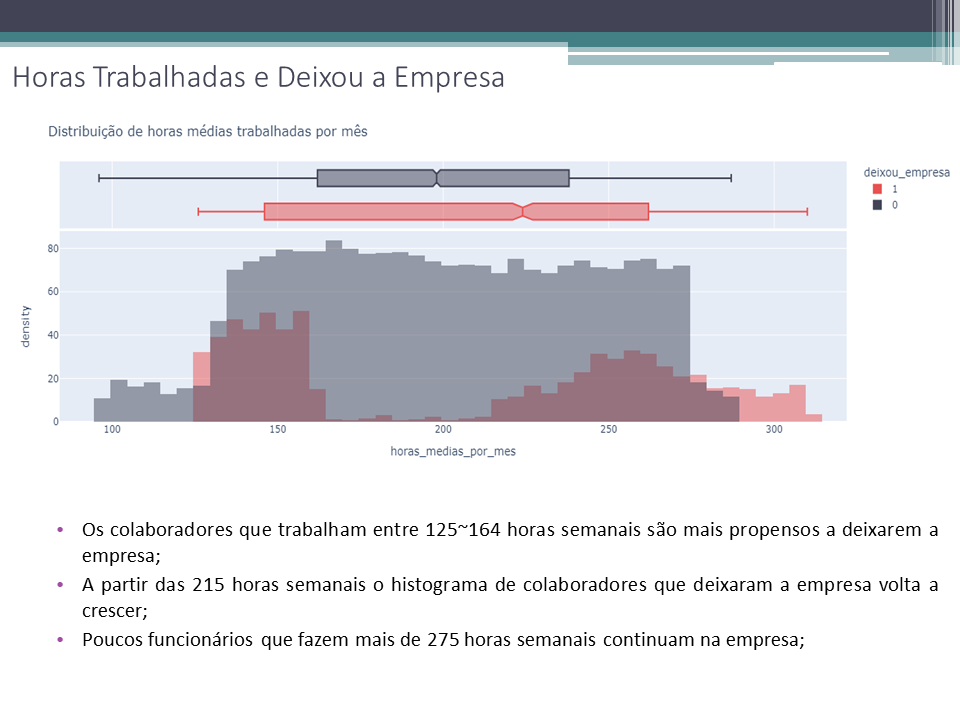 Horas Trabalhadas e Deixou a Empresa
Distribuição de horas médias trabalhadas por mês
deixou_empresa
1
0
density
80
60
40
20
0
100
150
200
250
300
horas_medias_por_mes
• Os colaboradores que trabalham entre 125~164 horas semanais são mais propensos a deixarem a
empresa;
• A partir das 215 horas semanais o histograma de colaboradores que deixaram a empresa volta a
crescer;
• Poucos funcionários que fazem mais de 275 horas semanais continuam na empresa;